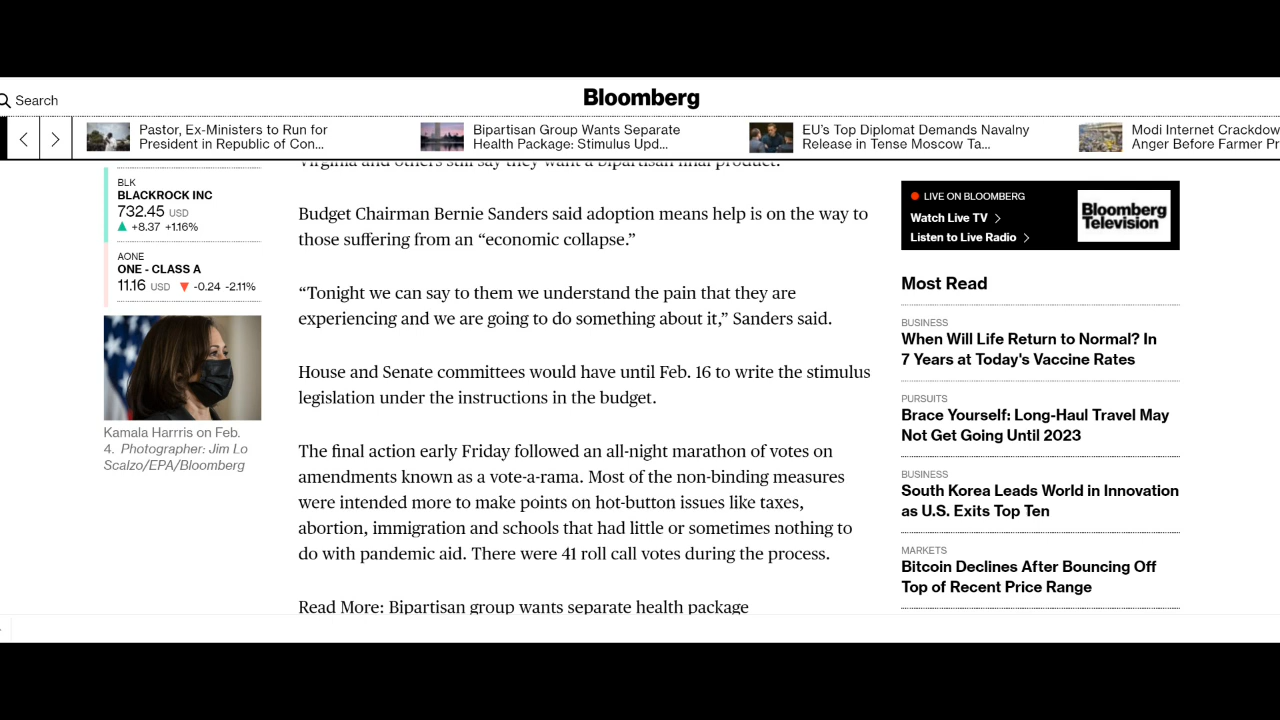 Search
Bloomberg
Pastor, Ex-Ministers to Run for
President in Republic of Con...
Bipartisan Group Wants Separate
Health Package: Stimulus Upd...
EU's Top Diplomat Demands Navalny
Release in Tense Moscow Ta...
Modi Internet Crackdow
Anger Before Farmer Pr
BLK
BLACKROCK INC
732.45 USD
+8.37 +1.16%
AONE
ONE - CLASS A
11.16 USD -0.24 -2.11%
Kamala Harrris on Feb.
4. Photographer: Jim Lo
Scalzo/EPA/Bloomberg
Virginia and others still say they want a bipartisan final product.
Budget Chairman Bernie Sanders said adoption means help is on the way to
those suffering from an “economic collapse.”
“Tonight we can say to them we understand the pain that they are
experiencing and we are going to do something about it,” Sanders said.
House and Senate committees would have until Feb. 16 to write the stimulus
legislation under the instructions in the budget.
The final action early Friday followed an all-night marathon of votes on
amendments known as a vote-a-rama. Most of the non-binding measures
were intended more to make points on hot-button issues like taxes,
abortion, immigration and schools that had little or sometimes nothing to
do with pandemic aid. There were 41 roll call votes during the process.
Read More: Bipartisan group wants separate health package
LIVE ON BLOOMBERG
Watch Live TV
Listen to Live Radio
Bloomberg
Television
Most Read
BUSINESS
When Will Life Return to Normal? In
7 Years at Today's Vaccine Rates
PURSUITS
Brace Yourself: Long-Haul Travel May
Not Get Going Until 2023
BUSINESS
South Korea Leads World in Innovation
as U.S. Exits Top Ten
MARKETS
Bitcoin Declines After Bouncing Off
Top of Recent Price Range